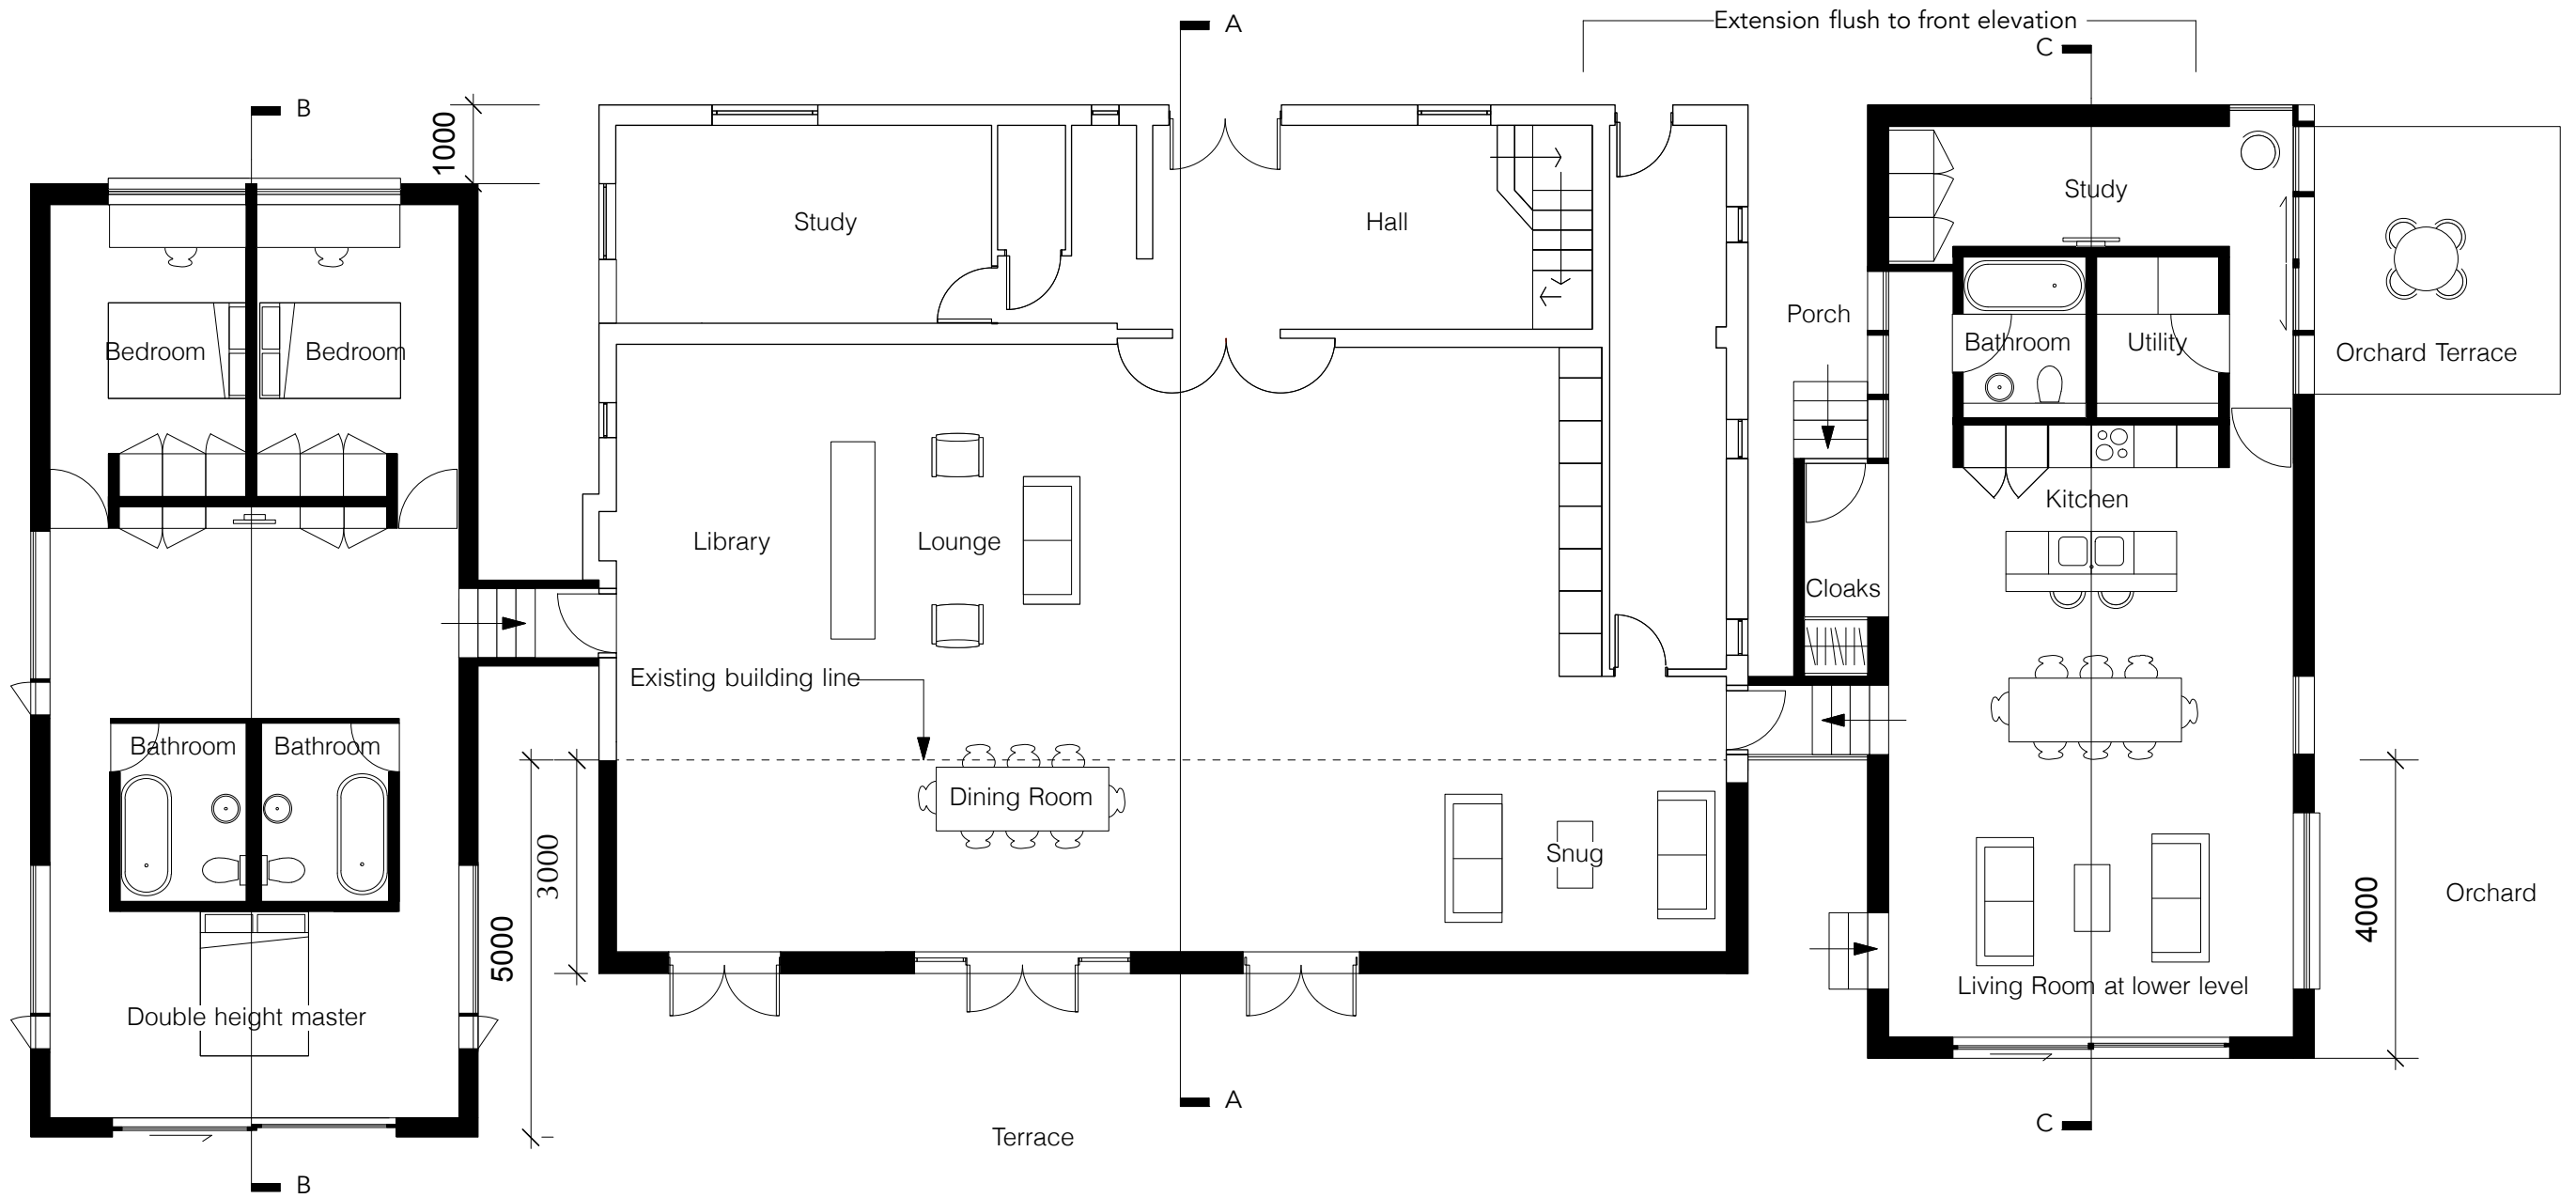 A
Extension flush to front elevation
C
B
1000
Study
Hall
Study
Porch
Bedroom
Bedroom
Bathroom
Utility
Orchard Terrace
Kitchen
Library
Lounge
Cloaks
Existing building line
Bathroom
Bathroom
Dining Room
Snug
3000
5000
4000
Orchard
Living Room at lower level
Double height master
A
Terrace
C
B